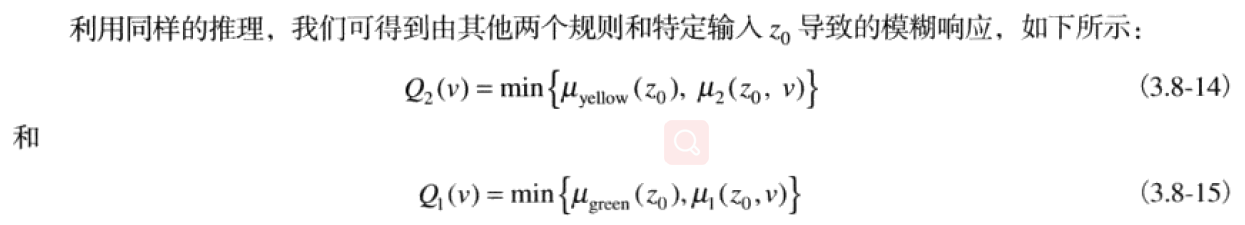 利用同样的推理，我们可得到由其他两个规则和特定输入 z₀ 导致的模糊响应，如下所示：
Q₂(v) = min{μ_yellow(z₀), μ₂(z₀, v)} (3.8-14)
和
Q₁(v) = min{μ_green(z₀), μ₁(z₀, v)} (3.8-15)